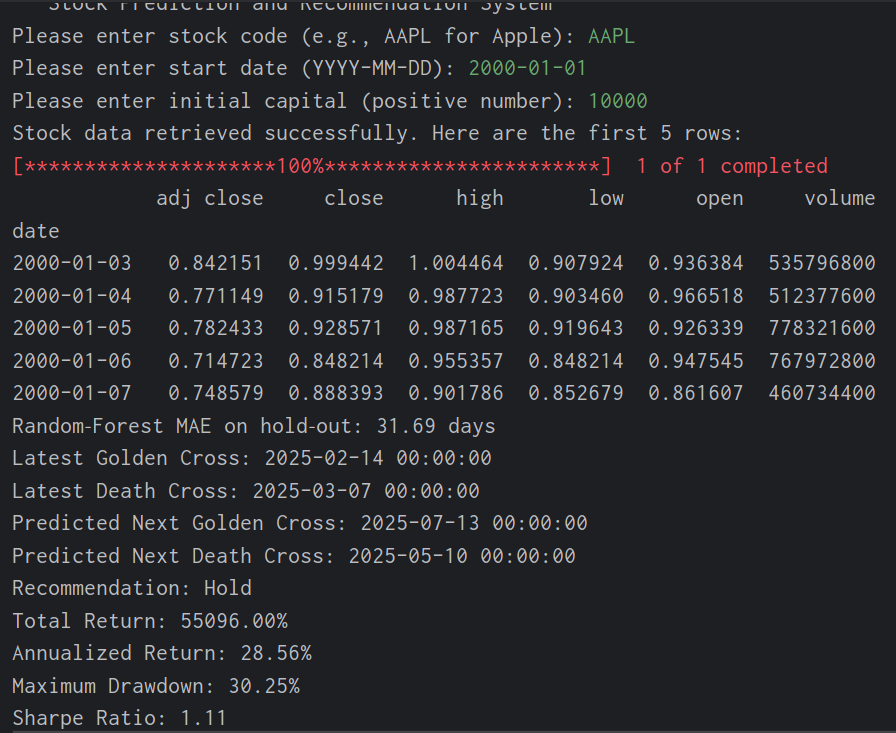 Stock Prediction and Recommendation System
Please enter stock code (e.g., AAPL for Apple): AAPL
Please enter start date (YYYY-MM-DD): 2000-01-01
Please enter initial capital (positive number): 10000
Stock data retrieved successfully. Here are the first 5 rows:
[*********************100%***********************]  1 of 1 completed
            adj close     close      high       low      open     volume
date
2000-01-03   0.842151  0.999442  1.004464  0.907924  0.936384  535796800
2000-01-04   0.771149  0.915179  0.987723  0.903460  0.966518  512377600
2000-01-05   0.782433  0.928571  0.987165  0.919643  0.926339  778321600
2000-01-06   0.714723  0.848214  0.955357  0.848214  0.947545  767972800
2000-01-07   0.748579  0.888393  0.901786  0.852679  0.861607  460734400
Random-Forest MAE on hold-out: 31.69 days
Latest Golden Cross: 2025-02-14 00:00:00
Latest Death Cross: 2025-03-07 00:00:00
Predicted Next Golden Cross: 2025-07-13 00:00:00
Predicted Next Death Cross: 2025-05-10 00:00:00
Recommendation: Hold
Total Return: 55096.00%
Annualized Return: 28.56%
Maximum Drawdown: 30.25%
Sharpe Ratio: 1.11